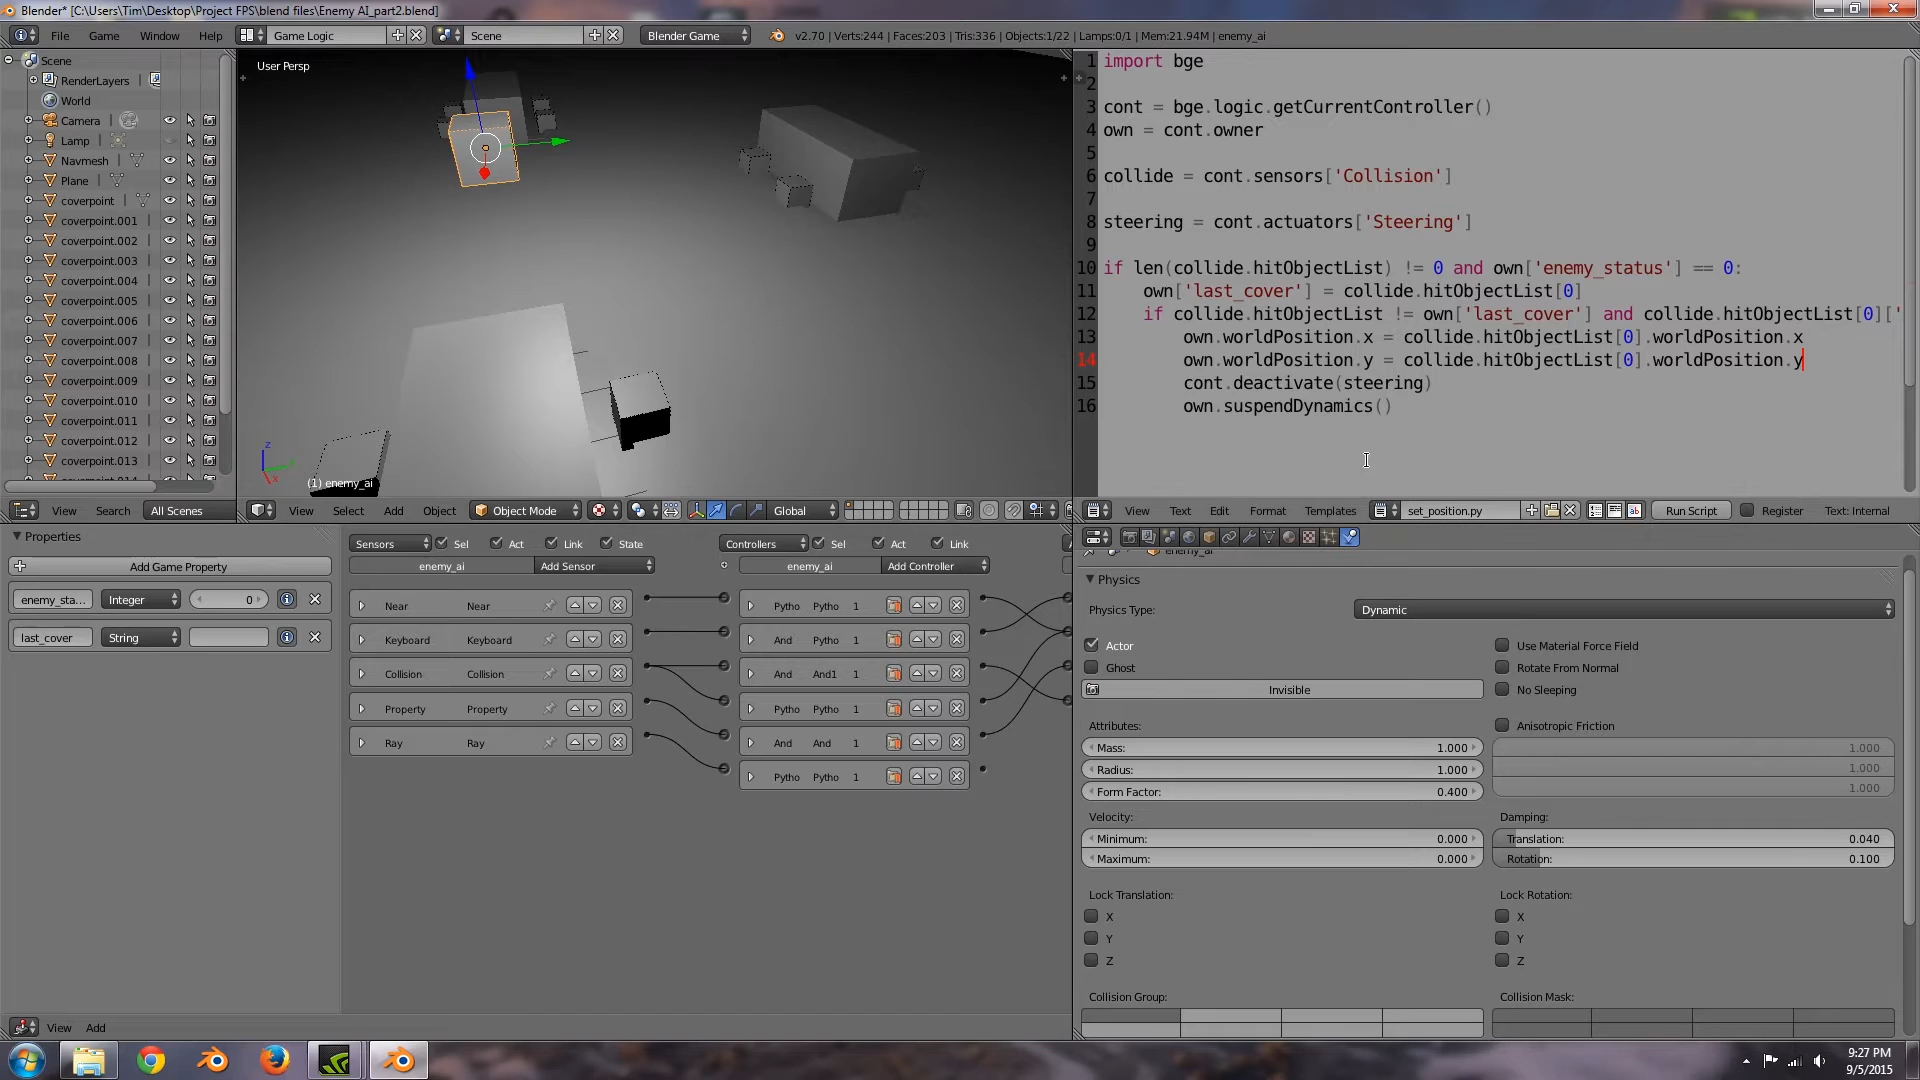 Blender* [C:\Users\Tim\Desktop\Project FPS\blend files\Enemy AI_part2.blend]
File Game Window Help Game Logic Scene Blender Game v2.70 | Verts:244 | Faces:203 | Tris:336 | Objects:1/22 | Lamps:0/1 | Mem:21.94M | enemy_ai
Scene
RenderLayers
World
Camera
Lamp
Navmesh
Plane
coverpoint
coverpoint.001
coverpoint.002
coverpoint.003
coverpoint.004
coverpoint.005
coverpoint.006
coverpoint.007
coverpoint.008
coverpoint.009
coverpoint.010
coverpoint.011
coverpoint.012
coverpoint.013
View Search All Scenes
User Persp
z
(1) enemy_ai
View Select Add Object Object Mode Global
1 import bge
2
3 cont = bge.logic.getCurrentController()
4 own = cont.owner
5
6 collide = cont.sensors['Collision']
7
8 steering = cont.actuators['Steering']
9
10 if len(collide.hitObjectList) != 0 and own['enemy_status'] == 0:
11 own['last_cover'] = collide.hitObjectList[0]
12 if collide.hitObjectList != own['last_cover'] and collide.hitObjectList[0]['
13 own.worldPosition.x = collide.hitObjectList[0].worldPosition.x
14 own.worldPosition.y = collide.hitObjectList[0].worldPosition.y
15 cont.deactivate(steering)
16 own.suspendDynamics()
View Text Edit Format Templates set_position.py Run Script Register Text: Internal
Properties
Add Game Property
enemy_sta... Integer 0
last_cover String
View Add
Sensors Sel Act Link State
enemy_ai Add Sensor
Near Near
Keyboard Keyboard
Collision Collision
Property Property
Ray Ray
Controllers Sel Act Link
enemy_ai Add Controller
Pytho Pytho 1
And Pytho 1
And And1 1
Pytho Pytho 1
And And 1
Pytho Pytho 1
enemy_ai
Physics
Physics Type: Dynamic
Actor
Ghost
Invisible
Use Material Force Field
Rotate From Normal
No Sleeping
Attributes:
Mass: 1.000
Radius: 1.000
Form Factor: 0.400
Anisotropic Friction
1.000
1.000
1.000
Velocity:
Minimum: 0.000
Maximum: 0.000
Damping:
Translation: 0.040
Rotation: 0.100
Lock Translation:
X
Y
Z
Lock Rotation:
X
Y
Z
Collision Group:
Collision Mask:
9:27 PM
9/5/2015